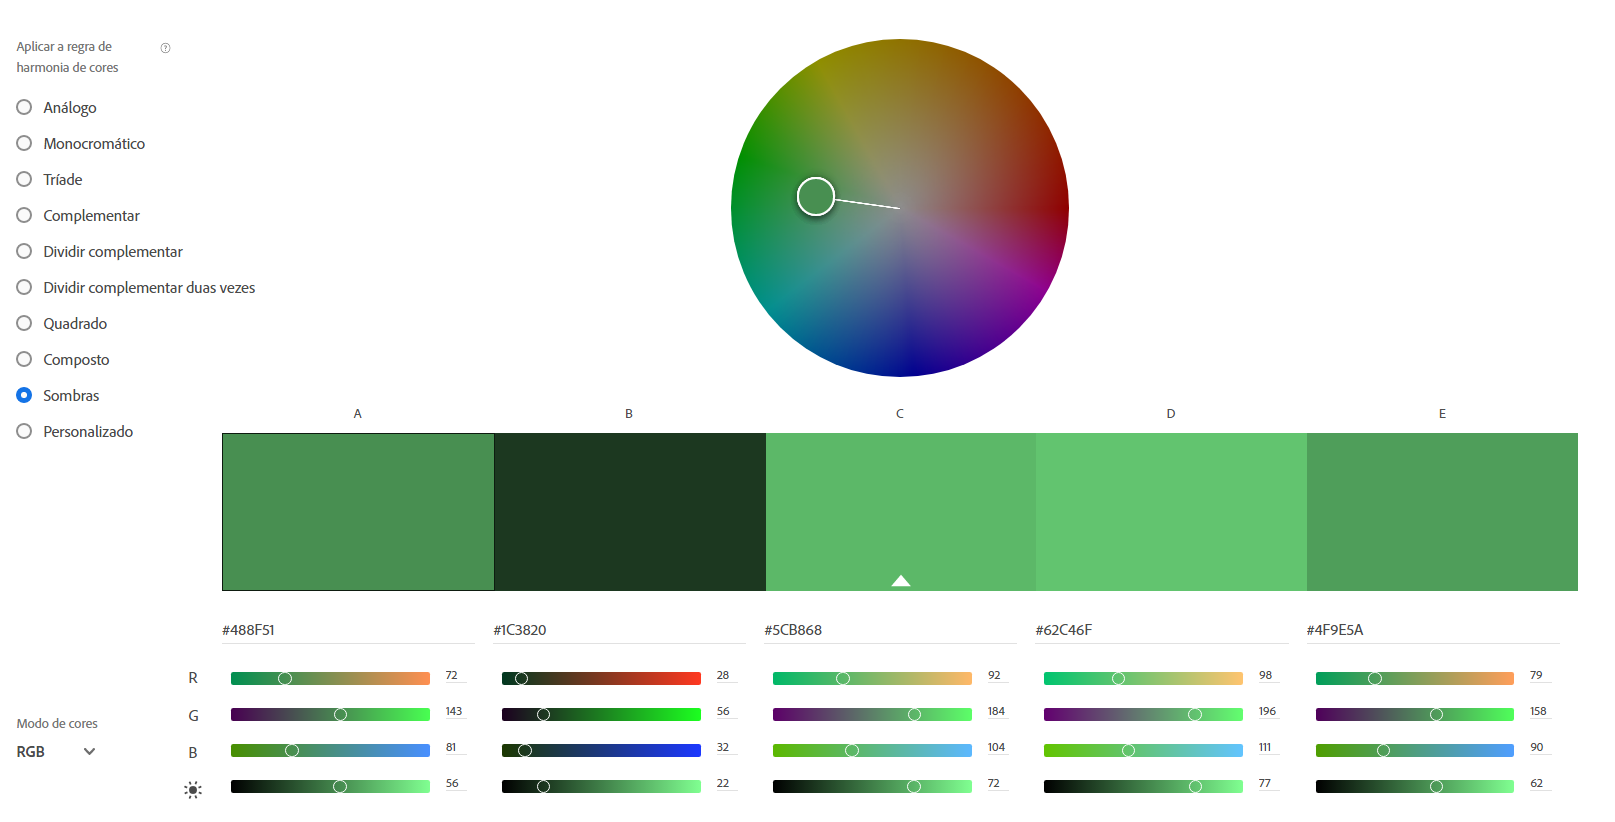 Aplicar a regra de
harmonia de cores
Análogo
Monocromático
Tríade
Complementar
Dividir complementar
Dividir complementar duas vezes
Quadrado
Composto
Sombras
Personalizado
A B C D E
#488F51 #1C3820 #5CB868 #62C46F #4F9E5A
R 72 28 92 98 79
G 143 56 184 196 158
B 81 32 104 111 90
56 22 72 77 62
Modo de cores
RGB